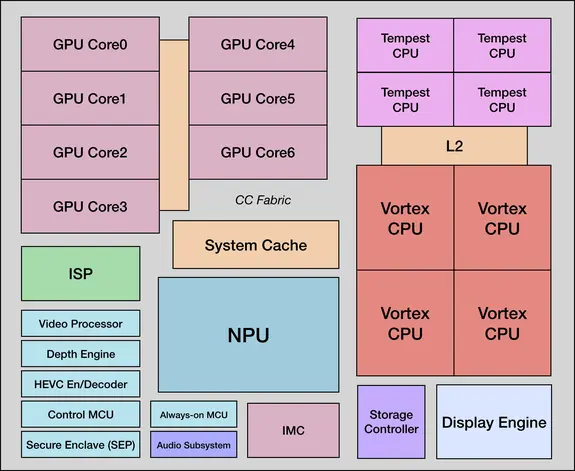 GPU Core0
GPU Core1
GPU Core2
GPU Core3
GPU Core4
GPU Core5
GPU Core6
Tempest
CPU
Tempest
CPU
Tempest
CPU
Tempest
CPU
L2
Vortex
CPU
Vortex
CPU
Vortex
CPU
Vortex
CPU
CC Fabric
System Cache
ISP
NPU
Video Processor
Depth Engine
HEVC En/Decoder
Control MCU
Secure Enclave (SEP)
Always-on MCU
Audio Subsystem
IMC
Storage
Controller
Display Engine